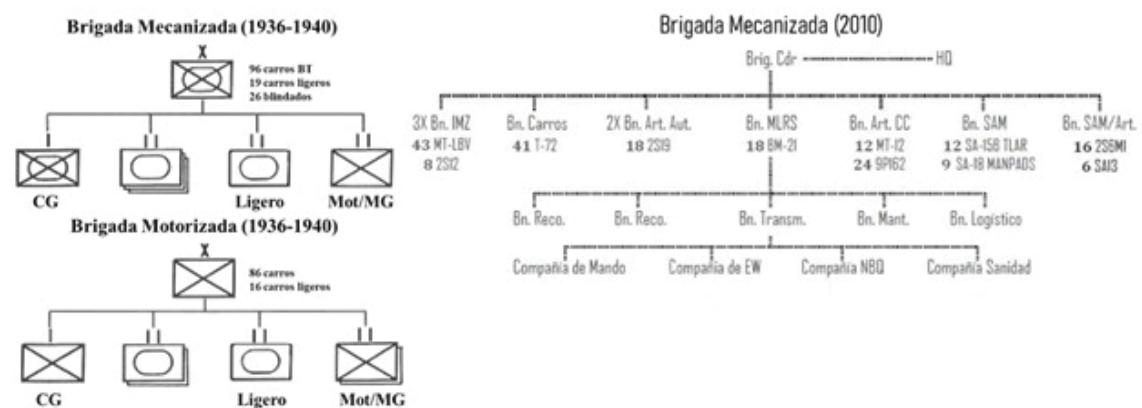 Brigada Mecanizada (1936-1940)
96 carros BT
19 carros ligeros
26 blindados
CG
Ligero
Mot/MG
Brigada Motorizada (1936-1940)
86 carros
16 carros ligeros
CG
Ligero
Mot/MG
Brigada Mecanizada (2010)
Brig. Cdr
HQ
3X Bn. IMZ
Bn. Carros
2X Bn. Art. Aut.
Bn. MLRS
Bn. Art. CC
Bn. SAM
Bn. SAM/Art.
43 MT-LBV
41 T-72
18 2S19
18 BM-21
12 MT-12
12 SA-15B TLAR
16 2S6M1
8 2S12
24 9P162
9 SA-18 MANPADS
6 SA13
Bn. Reco.
Bn. Reco.
Bn. Transm.
Bn. Mant.
Bn. Logístico
Compañía de Mando
Compañía de EW
Compañía NBQ
Compañía Sanidad